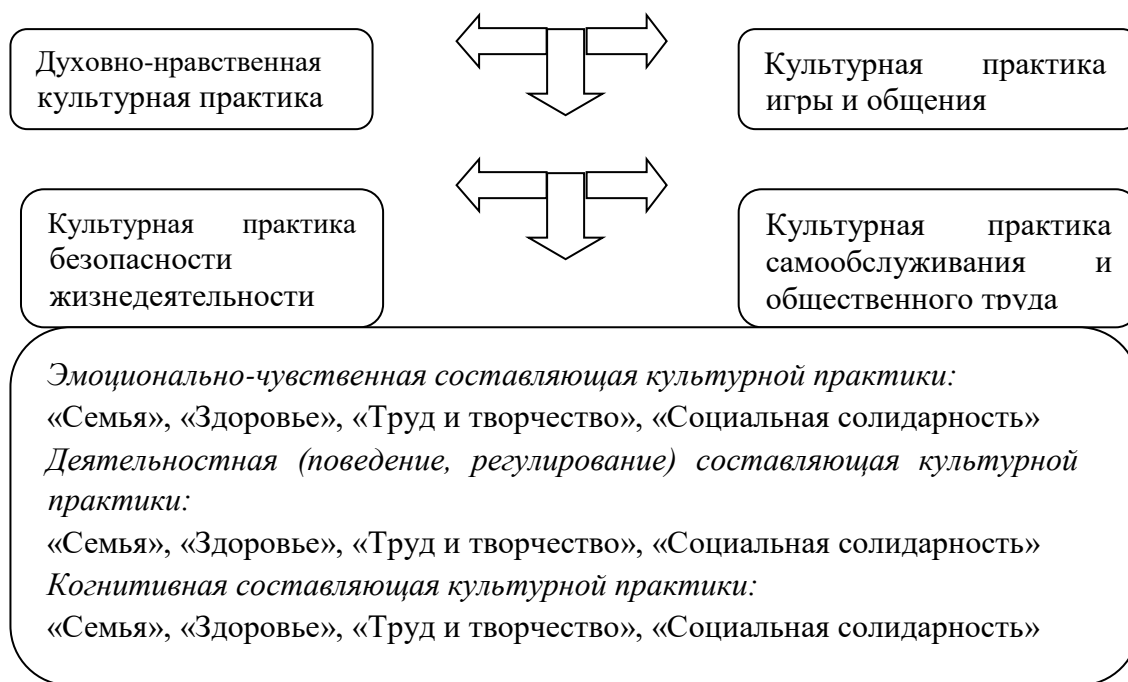 Духовно-нравственная
культурная практика
Культурная практика
игры и общения
Культурная практика
безопасности
жизнедеятельности
Культурная практика
самообслуживания и
общественного труда
Эмоционально-чувственная составляющая культурной практики:
«Семья», «Здоровье», «Труд и творчество», «Социальная солидарность»
Деятельностная (поведение, регулирование) составляющая культурной
практики:
«Семья», «Здоровье», «Труд и творчество», «Социальная солидарность»
Когнитивная составляющая культурной практики:
«Семья», «Здоровье», «Труд и творчество», «Социальная солидарность»